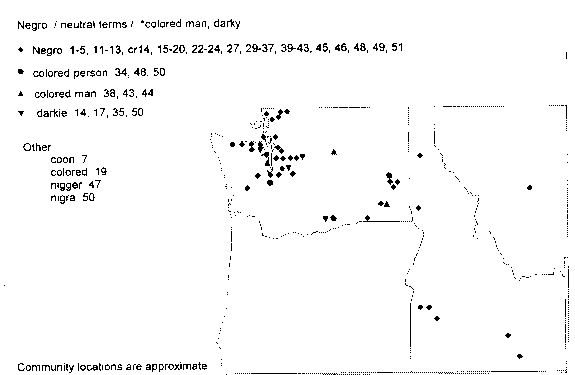 Negro / neutral terms / *colored man, darky
Negro 1-5, 11-13, cr14, 15-20, 22-24, 27, 29-37, 39-43, 45, 46, 48, 49, 51
colored person 34, 48, 50
colored man 38, 43, 44
darkie 14, 17, 35, 50
Other
coon 7
colored 19
nigger 47
nigra 50
Community locations are approximate